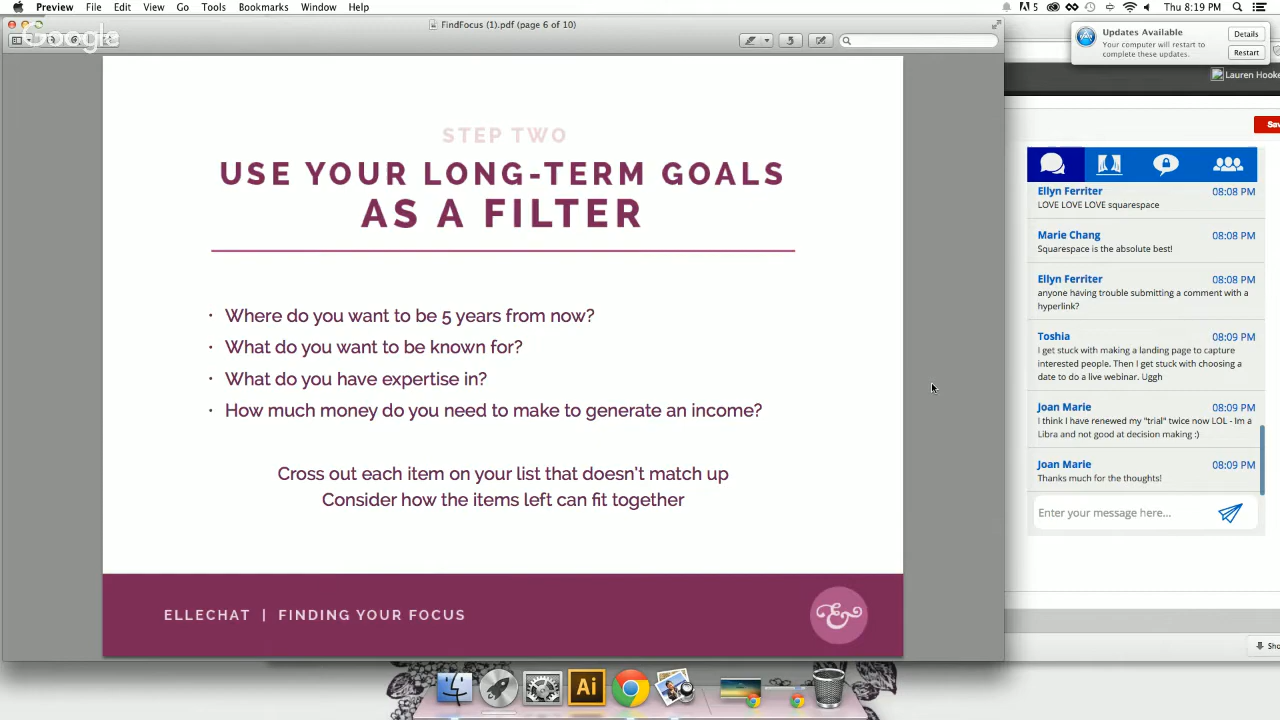 Preview File Edit View Go Tools Bookmarks Window Help
5 Thu 8:19 PM
FindFocus (1).pdf (page 6 of 10)
Google
Updates Available
Your computer will restart to
complete these updates.
Details
Restart
Lauren Hooke
STEP TWO
USE YOUR LONG-TERM GOALS
AS A FILTER
· Where do you want to be 5 years from now?
· What do you want to be known for?
· What do you have expertise in?
· How much money do you need to make to generate an income?
Cross out each item on your list that doesn't match up
Consider how the items left can fit together
ELLECHAT | FINDING YOUR FOCUS
Ellyn Ferriter 08:08 PM
LOVE LOVE LOVE squarespace
Marie Chang 08:08 PM
Squarespace is the absolute best!
Ellyn Ferriter 08:08 PM
anyone having trouble submitting a comment with a
hyperlink?
Toshia 08:09 PM
I get stuck with making a landing page to capture
interested people. Then I get stuck with choosing a
date to do a live webinar. Uggh
Joan Marie 08:09 PM
I think I have renewed my "trial" twice now LOL - Im a
Libra and not good at decision making :)
Joan Marie 08:09 PM
Thanks much for the thoughts!
Enter your message here...
Sho
Ai